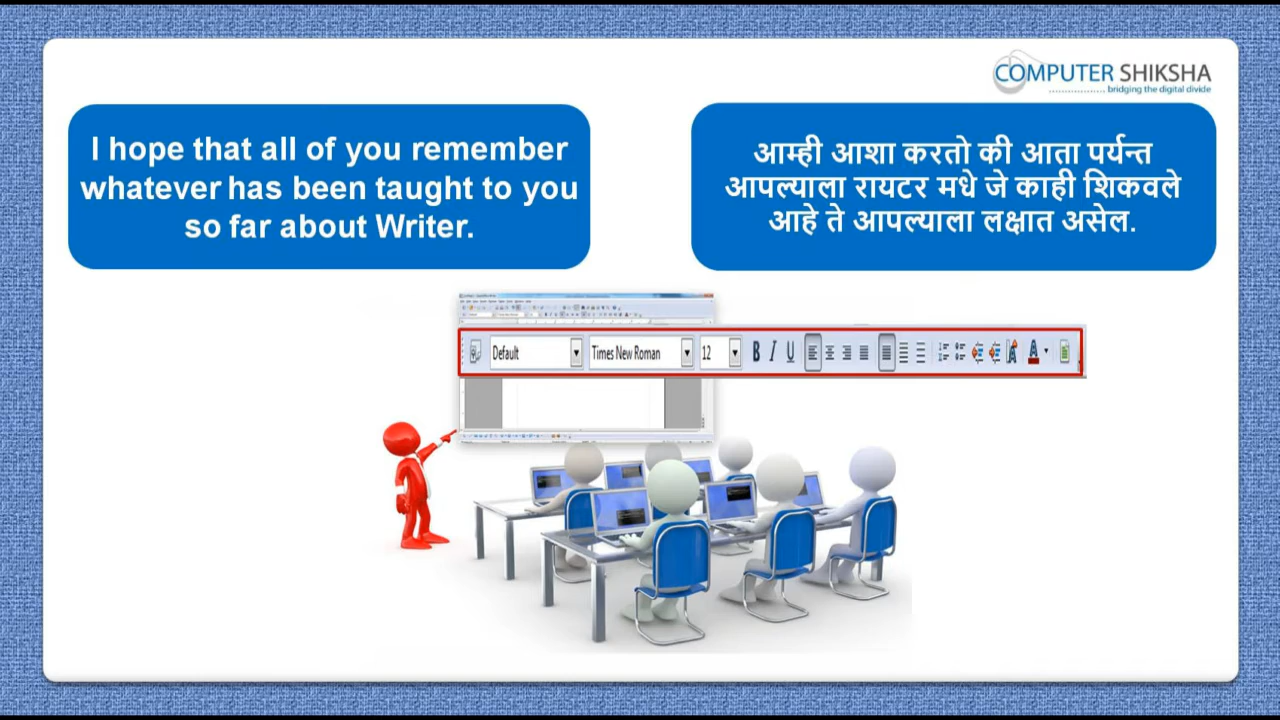 COMPUTER SHIKSHA
bridging the digital divide
I hope that all of you remember
whatever has been taught to you
so far about Writer.
आम्ही आशा करतो की आता पर्यन्त
आपल्याला रायटर मधे जे काही शिकवले
आहे ते आपल्याला लक्षात असेल.
Default Times New Roman 12 B I U A A